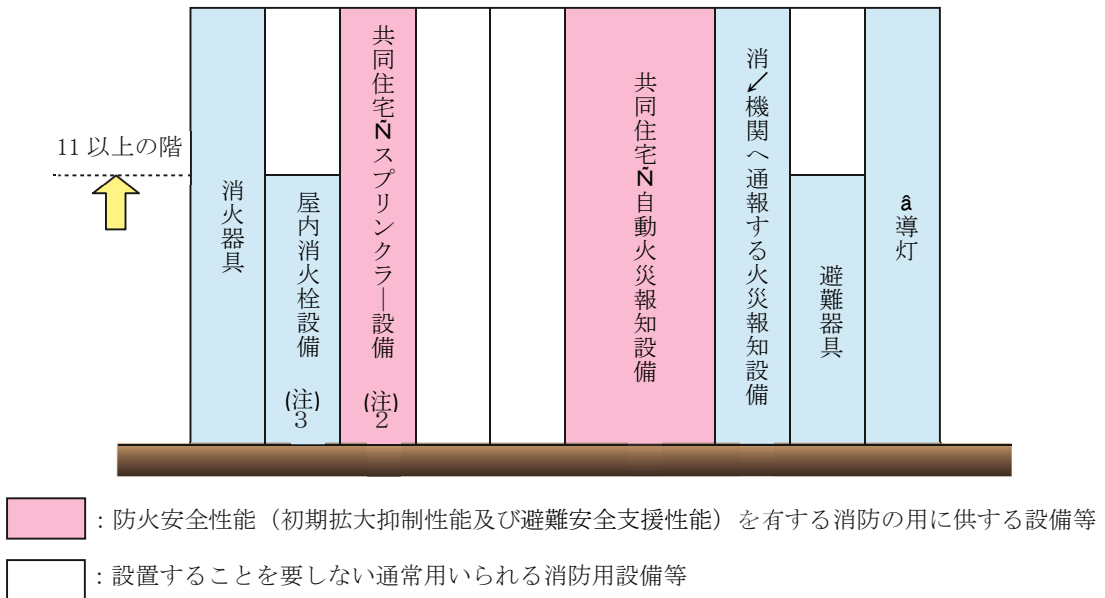 11 以上の階
消火器具
屋内消火栓設備 (注)3
共同住宅Ñスプリンクラ―設備 (注)2
共同住宅Ñ自動火災報知設備
消↙機関へ通報する火災報知設備
避難器具
â導灯
：防火安全性能（初期拡大抑制性能及び避難安全支援性能）を有する消防の用に供する設備等
：設置することを要しない通常用いられる消防用設備等